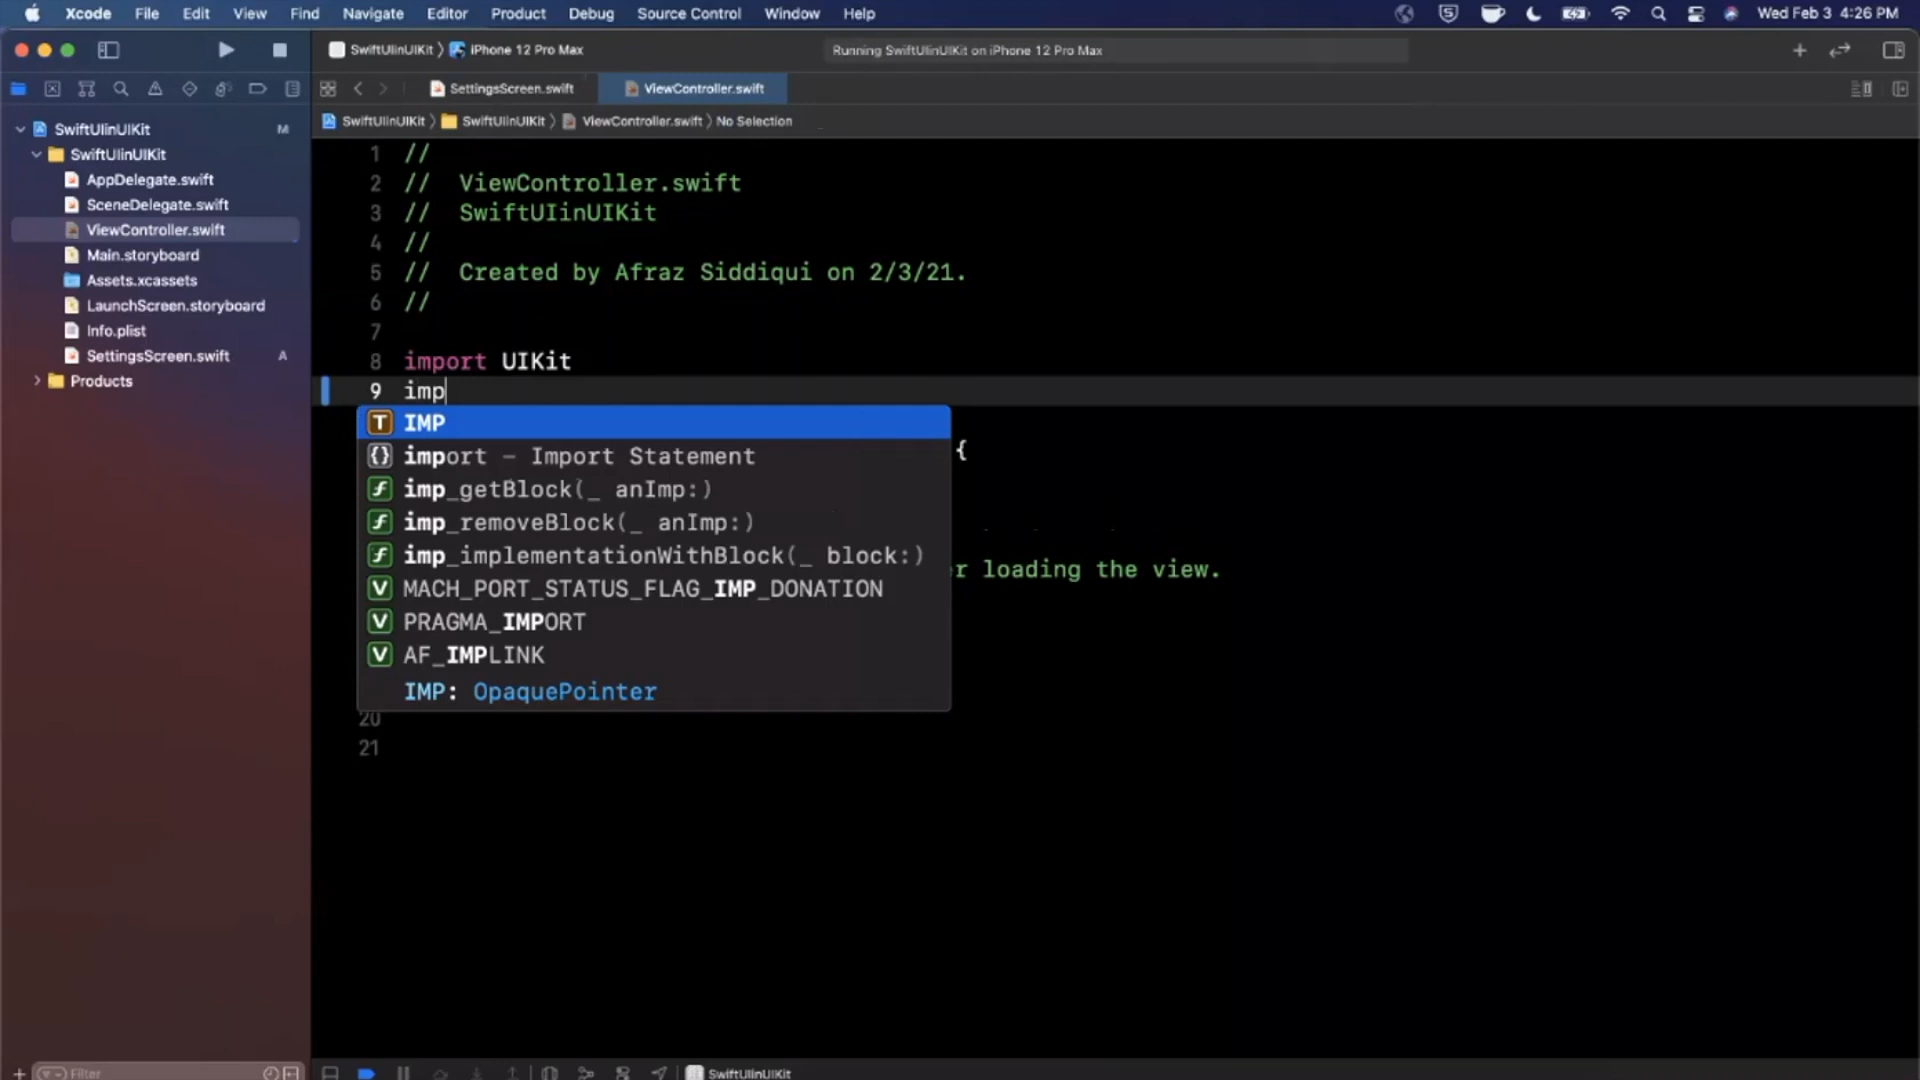 Xcode File Edit View Find Navigate Editor Product Debug Source Control Window Help Wed Feb 3 4:26 PM
SwiftUIinUIKit iPhone 12 Pro Max Running SwiftUIinUIKit on iPhone 12 Pro Max
SettingsScreen.swift ViewController.swift
SwiftUIinUIKit SwiftUIinUIKit ViewController.swift No Selection
SwiftUIinUIKit M
SwiftUIinUIKit
AppDelegate.swift
SceneDelegate.swift
ViewController.swift
Main.storyboard
Assets.xcassets
LaunchScreen.storyboard
Info.plist
SettingsScreen.swift A
Products
Filter
1 //
2 // ViewController.swift
3 // SwiftUIinUIKit
4 //
5 // Created by Afraz Siddiqui on 2/3/21.
6 //
7
8 import UIKit
9 imp
T IMP
{} import – Import Statement
{
f imp_getBlock(_ anImp:)
f imp_removeBlock(_ anImp:)
f imp_implementationWithBlock(_ block:)
r loading the view.
V MACH_PORT_STATUS_FLAG_IMP_DONATION
V PRAGMA_IMPORT
V AF_IMPLINK
IMP: OpaquePointer
20
21
SwiftUIinUIKit